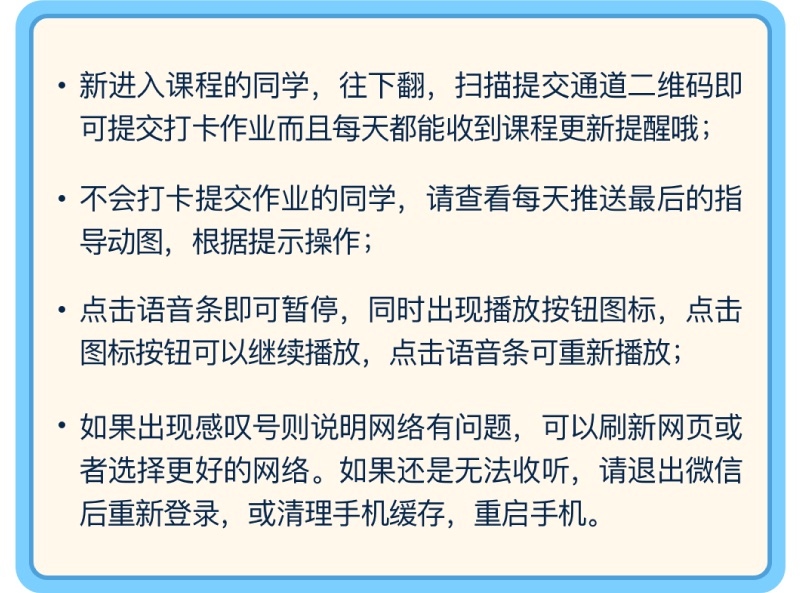 • 新进入课程的同学，往下翻，扫描提交通道二维码即
可提交打卡作业而且每天都能收到课程更新提醒哦；
• 不会打卡提交作业的同学，请查看每天推送最后的指
导动图，根据提示操作；
• 点击语音条即可暂停，同时出现播放按钮图标，点击
图标按钮可以继续播放，点击语音条可重新播放；
• 如果出现感叹号则说明网络有问题，可以刷新网页或
者选择更好的网络。如果还是无法收听，请退出微信
后重新登录，或清理手机缓存，重启手机。